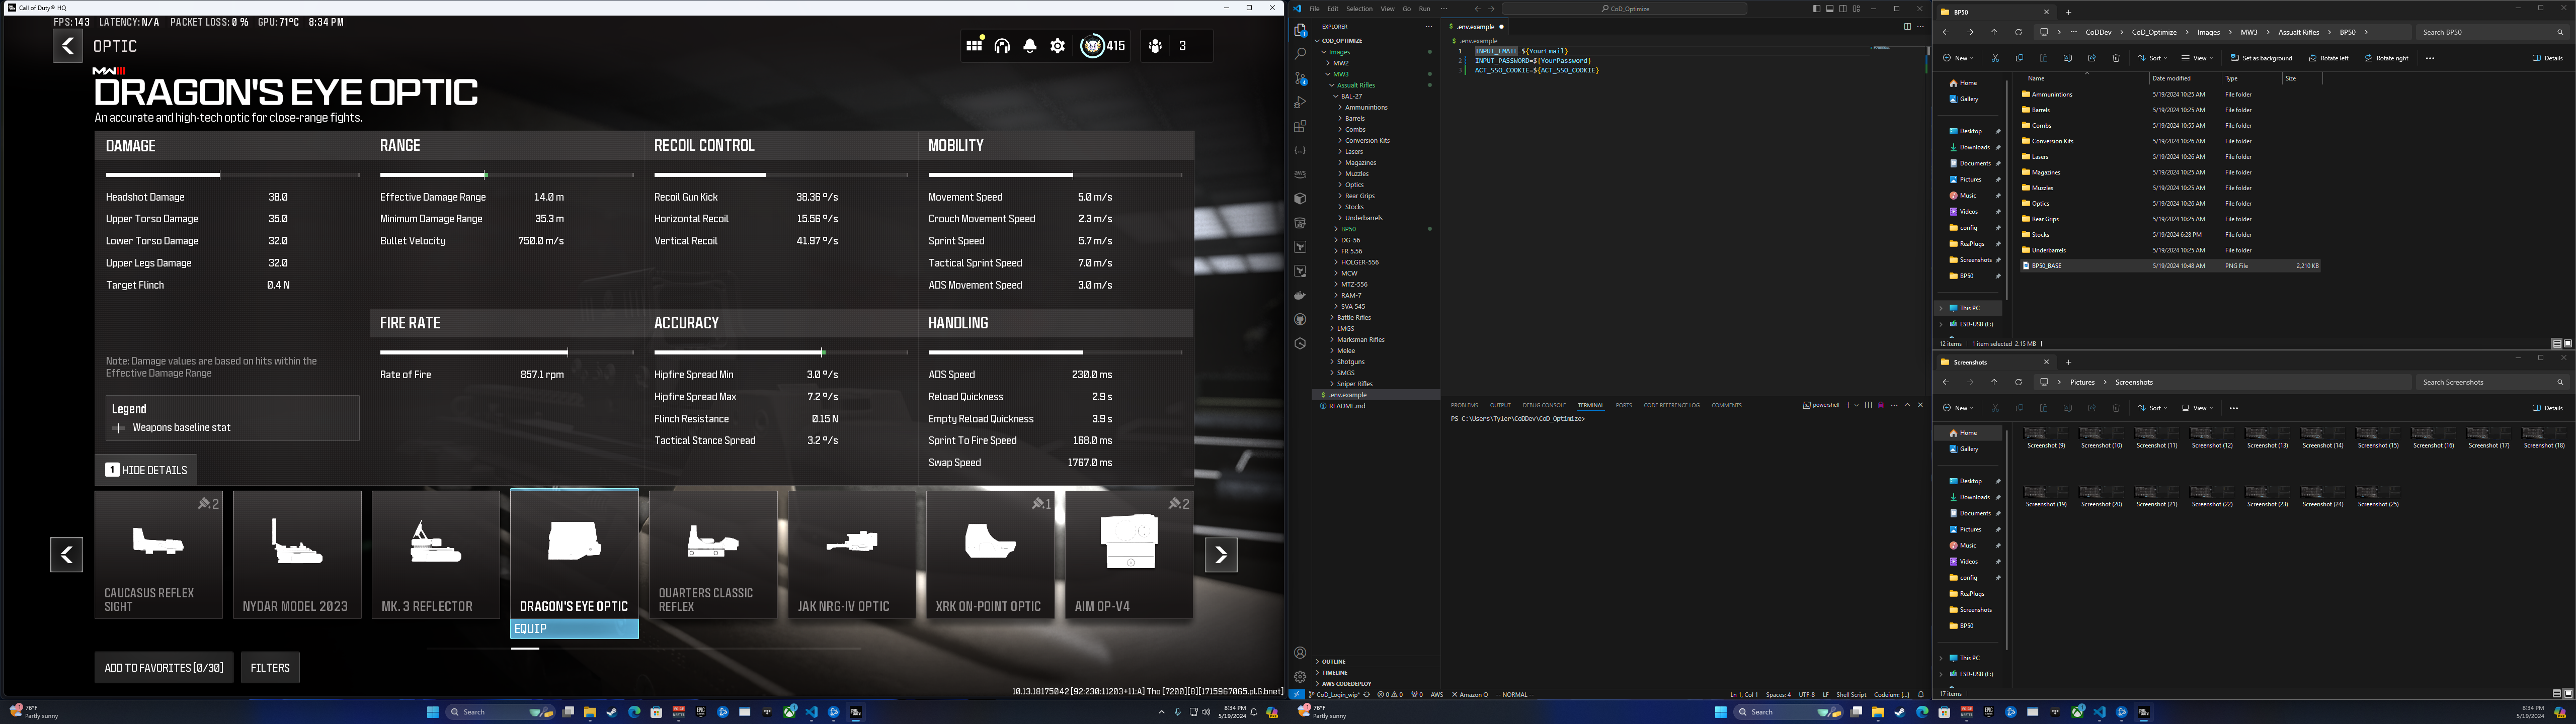 Call of Duty® HQ
FPS: 143 LATENCY: N/A PACKET LOSS: 0 % GPU: 71°C 8:34 PM
OPTIC
415
3
MWIII
DRAGON'S EYE OPTIC
An accurate and high-tech optic for close-range fights.
DAMAGE
Headshot Damage 38.0
Upper Torso Damage 35.0
Lower Torso Damage 32.0
Upper Legs Damage 32.0
Target Flinch 0.4 N
Note: Damage values are based on hits within the
Effective Damage Range
Legend
Weapons baseline stat
RANGE
Effective Damage Range 14.0 m
Minimum Damage Range 35.3 m
Bullet Velocity 750.0 m/s
RECOIL CONTROL
Recoil Gun Kick 38.36 º/s
Horizontal Recoil 15.56 º/s
Vertical Recoil 41.97 º/s
MOBILITY
Movement Speed 5.0 m/s
Crouch Movement Speed 2.3 m/s
Sprint Speed 5.7 m/s
Tactical Sprint Speed 7.0 m/s
ADS Movement Speed 3.0 m/s
FIRE RATE
Rate of Fire 857.1 rpm
ACCURACY
Hipfire Spread Min 3.0 º/s
Hipfire Spread Max 7.2 º/s
Flinch Resistance 0.15 N
Tactical Stance Spread 3.2 º/s
HANDLING
ADS Speed 230.0 ms
Reload Quickness 2.9 s
Empty Reload Quickness 3.9 s
Sprint To Fire Speed 168.0 ms
Swap Speed 1767.0 ms
1 HIDE DETAILS
.2
CAUCASUS REFLEX
SIGHT
NYDAR MODEL 2023
MK. 3 REFLECTOR
DRAGON'S EYE OPTIC
EQUIP
QUARTERS CLASSIC
REFLEX
JAK NRG-IV OPTIC
.1
XRK ON-POINT OPTIC
.2
AIM OP-V4
ADD TO FAVORITES [0/30]
FILTERS
10.13.18175042 [92:230:11203+11:A] Tho [7200][8][1715967065.pl.G.bnet]
76°F
Partly sunny
Search
8:34 PM
5/19/2024
File Edit Selection View Go Run ···
CoD_Optimize
EXPLORER
COD_OPTIMIZE
Images
MW2
MW3
Assualt Rifles
BAL-27
Ammunintions
Barrels
Combs
Conversion Kits
Lasers
Magazines
Muzzles
Optics
Rear Grips
Stocks
Underbarrels
BP50
DG-56
FR 5.56
HOLGER-556
MCW
MTZ-556
RAM-7
SVA 545
Battle Rifles
LMGS
Marksman Rifles
Melee
Shotguns
SMGS
Sniper Rifles
$ .env.example
README.md
OUTLINE
TIMELINE
AWS CODEDEPLOY
$ .env.example
$ .env.example
1 INPUT_EMAIL=${YourEmail}
2 INPUT_PASSWORD=${YourPassword}
3 ACT_SSO_COOKIE=${ACT_SSO_COOKIE}
PROBLEMS OUTPUT DEBUG CONSOLE TERMINAL PORTS CODE REFERENCE LOG COMMENTS
powershell
PS C:\Users\Tyler\CoDDev\CoD_Optimize>
CoD_Login_wip* 0 0 0 AWS Amazon Q -- NORMAL --
Ln 1, Col 1 Spaces: 4 UTF-8 LF Shell Script Codeium: {...}
76°F
Partly sunny
Search
BP50
··· CoDDev > CoD_Optimize > Images > MW3 > Assualt Rifles > BP50 >
Search BP50
New Sort View Set as background Rotate left Rotate right ··· Details
Home
Gallery
Desktop
Downloads
Documents
Pictures
Music
Videos
config
ReaPlugs
Screenshots
BP50
This PC
ESD-USB (E:)
Name Date modified Type Size
Ammunintions 5/19/2024 10:25 AM File folder
Barrels 5/19/2024 10:25 AM File folder
Combs 5/19/2024 10:55 AM File folder
Conversion Kits 5/19/2024 10:26 AM File folder
Lasers 5/19/2024 10:26 AM File folder
Magazines 5/19/2024 10:25 AM File folder
Muzzles 5/19/2024 10:25 AM File folder
Optics 5/19/2024 10:26 AM File folder
Rear Grips 5/19/2024 10:25 AM File folder
Stocks 5/19/2024 6:28 PM File folder
Underbarrels 5/19/2024 10:25 AM File folder
BP50_BASE 5/19/2024 10:48 AM PNG File 2,210 KB
12 items 1 item selected 2.15 MB
Screenshots
Pictures > Screenshots
Search Screenshots
New Sort View ··· Details
Home
Gallery
Desktop
Downloads
Documents
Pictures
Music
Videos
config
ReaPlugs
Screenshots
BP50
This PC
ESD-USB (E:)
Screenshot (9) Screenshot (10) Screenshot (11) Screenshot (12) Screenshot (13) Screenshot (14) Screenshot (15) Screenshot (16) Screenshot (17) Screenshot (18)
Screenshot (19) Screenshot (20) Screenshot (21) Screenshot (22) Screenshot (23) Screenshot (24) Screenshot (25)
17 items
8:34 PM
5/19/2024